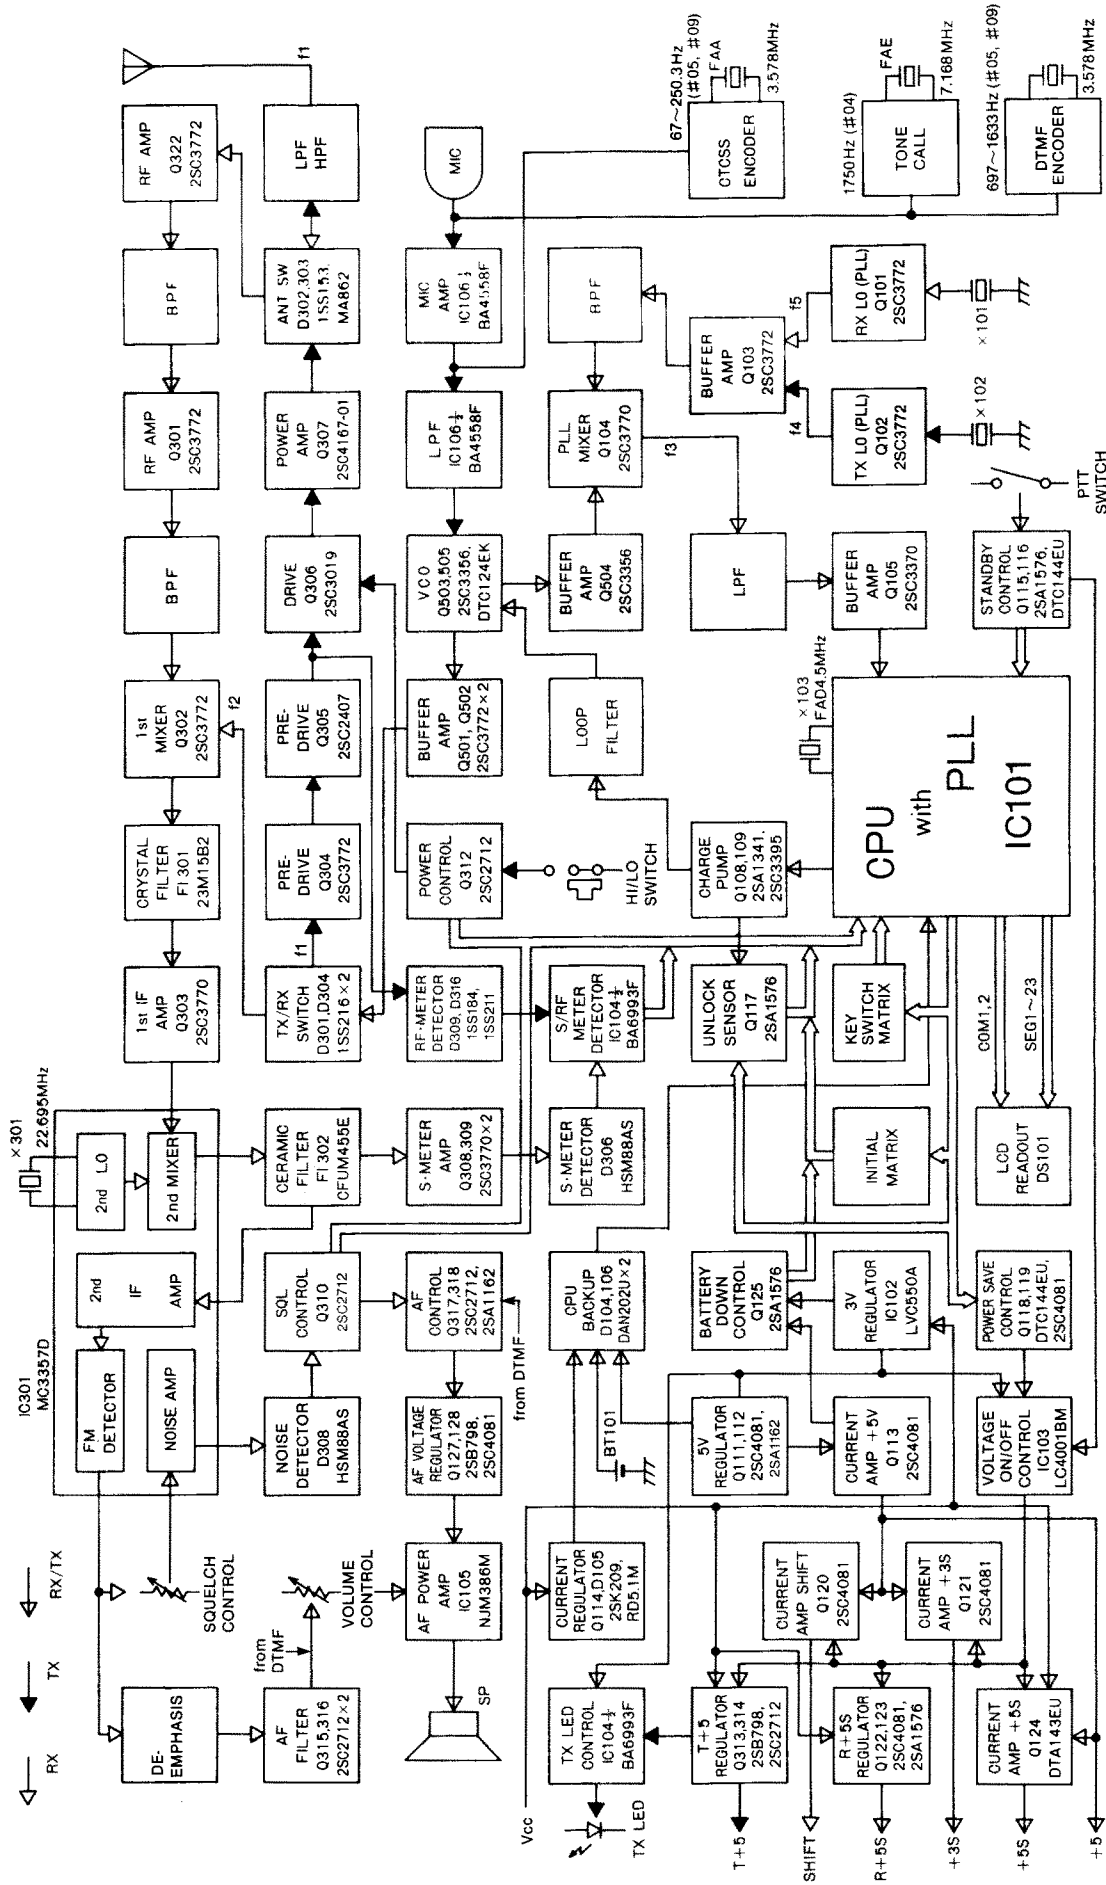 RX
TX
RX/TX
DE-
EMPHASIS
SQUELCH
CONTROL
IC301
MC3357D
FM
DETECTOR
NOISE AMP
2nd
IF
AMP
2nd LO
2nd MIXER
×301
22.695MHz
1st IF
AMP
Q303
2SC3770
CRYSTAL
FILTER
FI301
23M15B2
1st
MIXER
Q302
2SC3772
f2
BPF
RF AMP
Q301
2SC3772
BPF
RF AMP
Q322
2SC3772
AF
FILTER
Q315,316
2SC2712×2
from
DTMF
VOLUME
CONTROL
NOISE
DETECTOR
D308
HSM88AS
SQL
CONTROL
Q310
2SC2712
CERAMIC
FILTER
FI302
CFUM455E
TX/RX
SWITCH
D301,D304
1SS216×2
f1
PRE-
DRIVE
Q304
2SC3772
PRE-
DRIVE
Q305
2SC2407
DRIVE
Q306
2SC3019
POWER
AMP
Q307
2SC4167-01
ANT SW
D302,303
1SS153,
MA862
LPF
HPF
f1
SP
AF POWER
AMP
IC105
NJM386M
AF VOLTAGE
REGULATOR
Q127,128
2SB798,
2SC4081
AF
CONTROL
Q317,318
2SC2712,
2SA1162
from DTMF
S·METER
AMP
Q308,309
2SC3770×2
RF·METER
DETECTOR
D309, D316
1SS184,
1SS211
POWER
CONTROL
Q312
2SC2712
BUFFER
AMP
Q501, Q502
2SC3772×2
VCO
Q503,505
2SC3356,
DTC124EK
LPF
IC106½
BA4558F
MIC
AMP
IC106½
BA4558F
MIC
Vcc
TX LED
TX LED
CONTROL
IC104½
BA6993F
CURRENT
REGULATOR
Q114,D105
2SK209,
RD5.1M
BT101
CPU
BACKUP
D104,106
DAN202U×2
S·METER
DETECTOR
D306
HSM88AS
S/RF
METER
DETECTOR
IC104½
BA6993F
HI/LO
SWITCH
LOOP
FILTER
BUFFER
AMP
Q504
2SC3356
PLL
MIXER
Q104
2SC3770
f3
BPF
67~250.3Hz
(#05, #09)
FAA
3.578MHz
CTCSS
ENCODER
T+5
T+5
REGULATOR
Q313,314
2SB798,
2SC2712
5V
REGULATOR
Q111,112
2SC4081,
2SA1162
BATTERY
DOWN
CONTROL
Q125
2SA1576
UNLOCK
SENSOR
Q117
2SA1576
CHARGE
PUMP
Q108,109
2SA1341,
2SC3395
LPF
BUFFER
AMP
Q103
2SC3772
f4
f5
SHIFT
CURRENT
AMP SHIFT
Q120
2SC4081
R+5S
R+5S
REGULATOR
Q122,123
2SC4081,
2SA1576
CURRENT
AMP +5V
Q113
2SC4081
3V
REGULATOR
IC102
LVC550A
INITIAL
MATRIX
KEY
SWITCH
MATRIX
CPU
with
PLL
IC101
×103
FAD4.5MHz
BUFFER
AMP
Q105
2SC3370
TX LO (PLL)
Q102
2SC3772
RX LO (PLL)
Q101
2SC3772
×102
×101
1750Hz (#04)
TONE
CALL
FAE
7.168MHz
+3S
CURRENT
AMP +3S
Q121
2SC4081
+5S
CURRENT
AMP +5S
Q124
DTA143EU
+5
VOLTAGE
ON/OFF
CONTROL
IC103
LC4001BM
POWER SAVE
CONTROL
Q118,119
DTC144EU,
2SC4081
LCD
READOUT
DS101
COM1,2
SEG1~23
STANDBY
CONTROL
Q115,116
2SA1576,
DTC144EU
PTT
SWITCH
697~1633Hz (#05, #09)
DTMF
ENCODER
3.578MHz